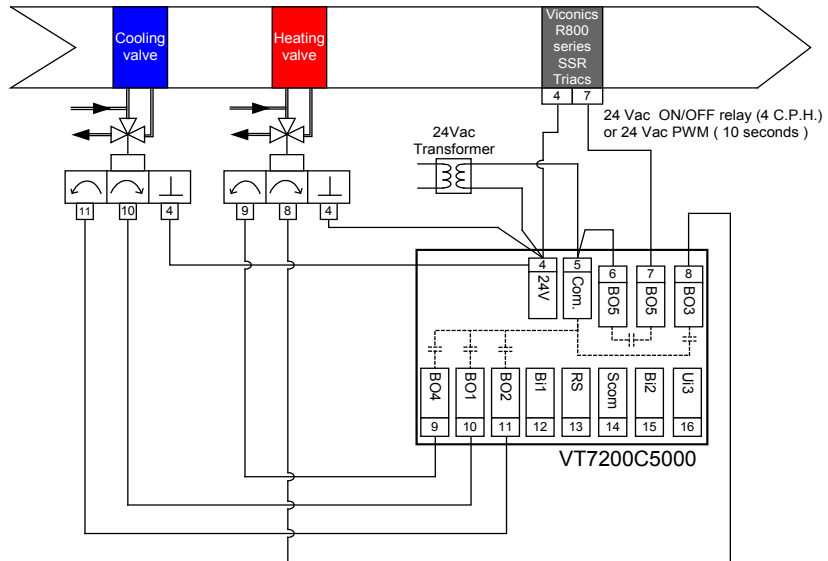 Cooling
valve
Heating
valve
Viconics
R800
series
SSR
Triacs
4 7
24 Vac ON/OFF relay (4 C.P.H.)
or 24 Vac PWM ( 10 seconds )
24Vac
Transformer
11 10 4
9 8 4
4 5 6 7 8
24V Com. BO5 BO5 BO3
BO4 BO1 BO2 Bi1 RS Scom Bi2 Ui3
9 10 11 12 13 14 15 16
VT7200C5000